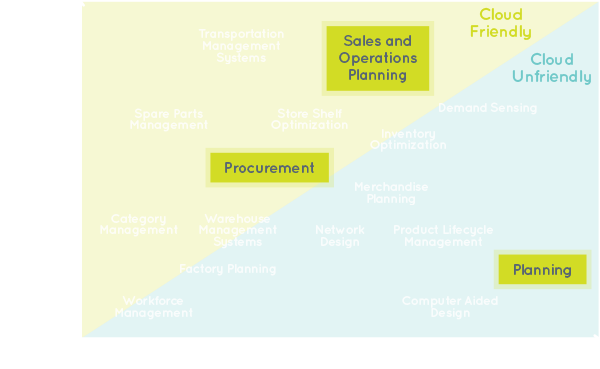 Cloud
Friendly
Transportation
Management
Systems
Sales and
Operations
Planning
Cloud
Unfriendly
Demand Sensing
Spare Parts
Management
Store Shelf
Optimization
Inventory
Optimization
Procurement
Merchandise
Planning
Category
Management
Warehouse
Management
Systems
Network
Design
Product Lifecycle
Management
Factory Planning
Planning
Workforce
Management
Computer Aided
Design